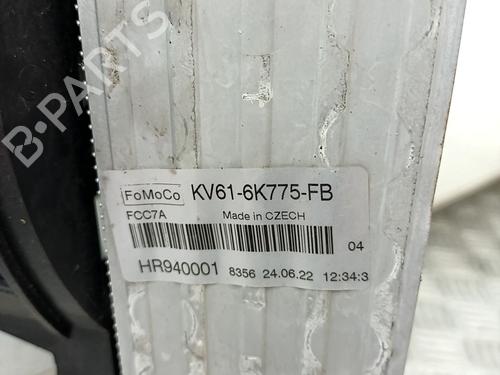 B-PARTS
FoMoCo KV61-6K775-FB
FCC7A Made in CZECH
04
HR940001 8356 24.06.22 12:34:3